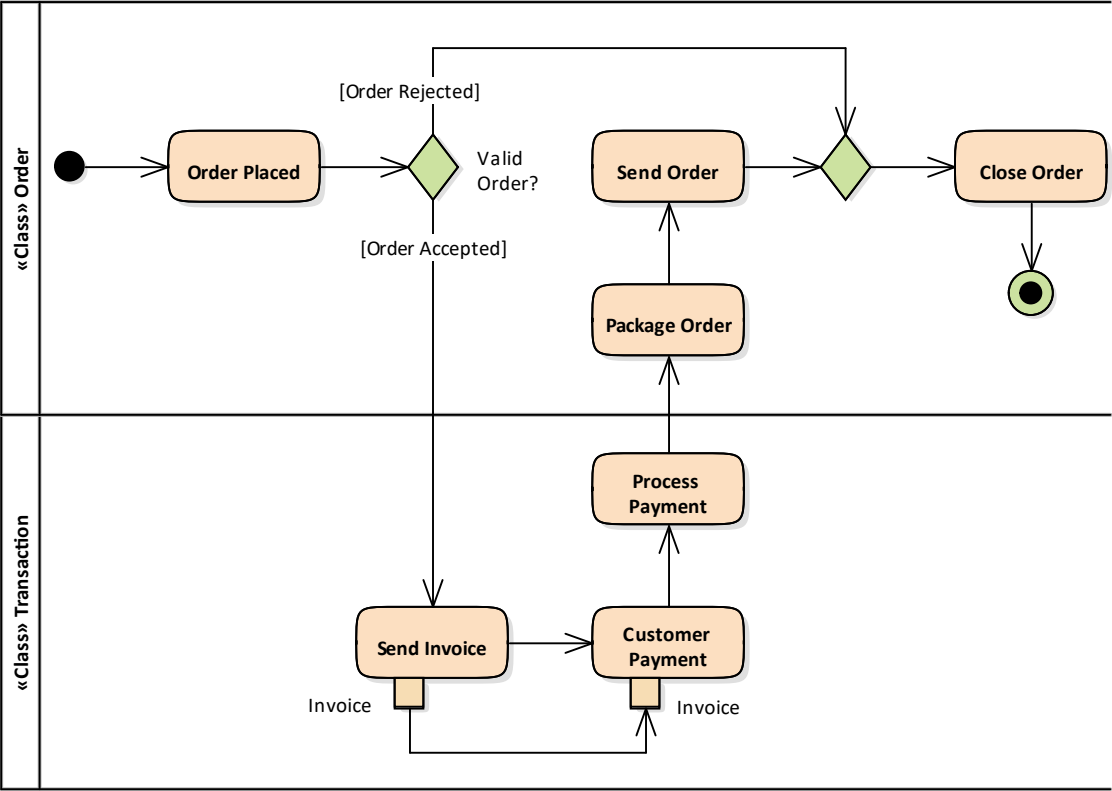 «Class» Order
[Order Rejected]
Order Placed
Valid
Order?
Send Order
Close Order
[Order Accepted]
Package Order
«Class» Transaction
Process
Payment
Send Invoice
Customer
Payment
Invoice
Invoice